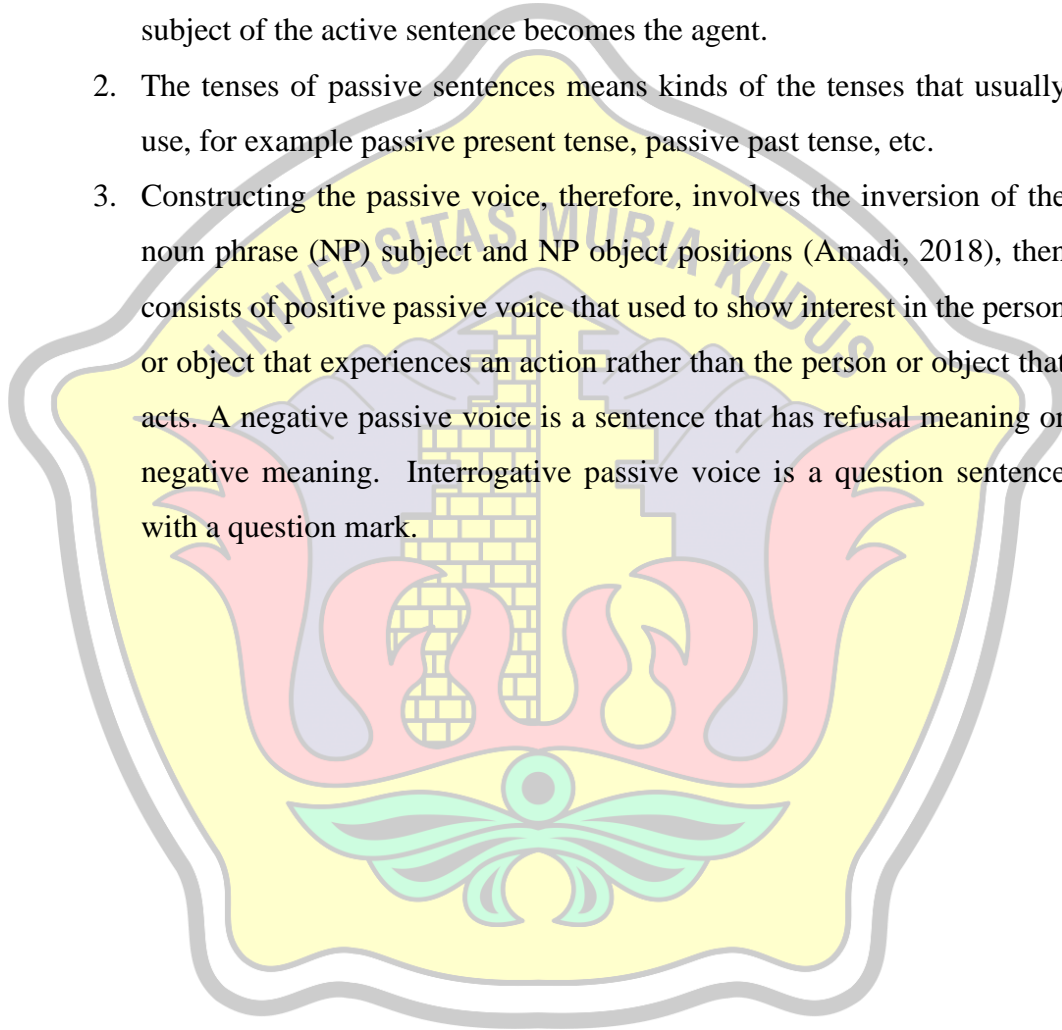 subject of the active sentence becomes the agent.
2. The tenses of passive sentences means kinds of the tenses that usually
use, for example passive present tense, passive past tense, etc.
3. Constructing the passive voice, therefore, involves the inversion of the
noun phrase (NP) subject and NP object positions (Amadi, 2018), then
consists of positive passive voice that used to show interest in the person
or object that experiences an action rather than the person or object that
acts. A negative passive voice is a sentence that has refusal meaning or
negative meaning. Interrogative passive voice is a question sentence
with a question mark.
UNIVERSITAS MURIA KUDUS